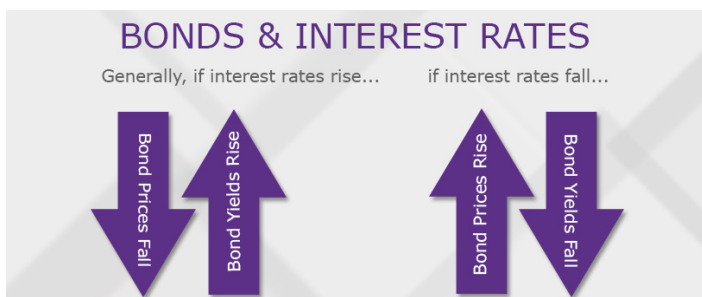 BONDS & INTEREST RATES
Generally, if interest rates rise...
if interest rates fall...
Bond Prices Fall
Bond Yields Rise
Bond Prices Rise
Bond Yields Fall